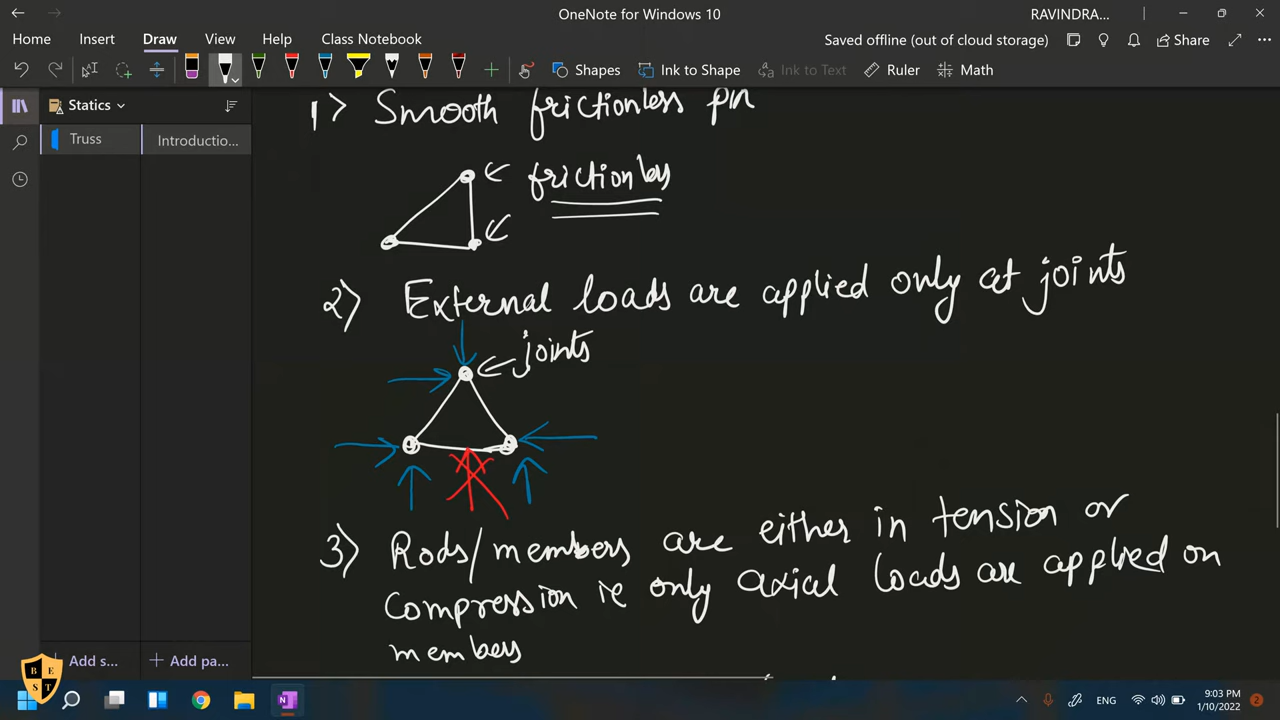 OneNote for Windows 10
RAVINDRA...
Home Insert Draw View Help Class Notebook
Saved offline (out of cloud storage)
Share
Shapes Ink to Shape Ink to Text Ruler Math
Statics
Truss
Introductio...
1) Smooth frictionless pin
frictionless
2) External loads are applied only at joints
joints
3) Rods/members are either in tension or
compression ie only axial loads are applied on
members
Add s...
Add pa...
BEST
ENG
9:03 PM
1/10/2022
2